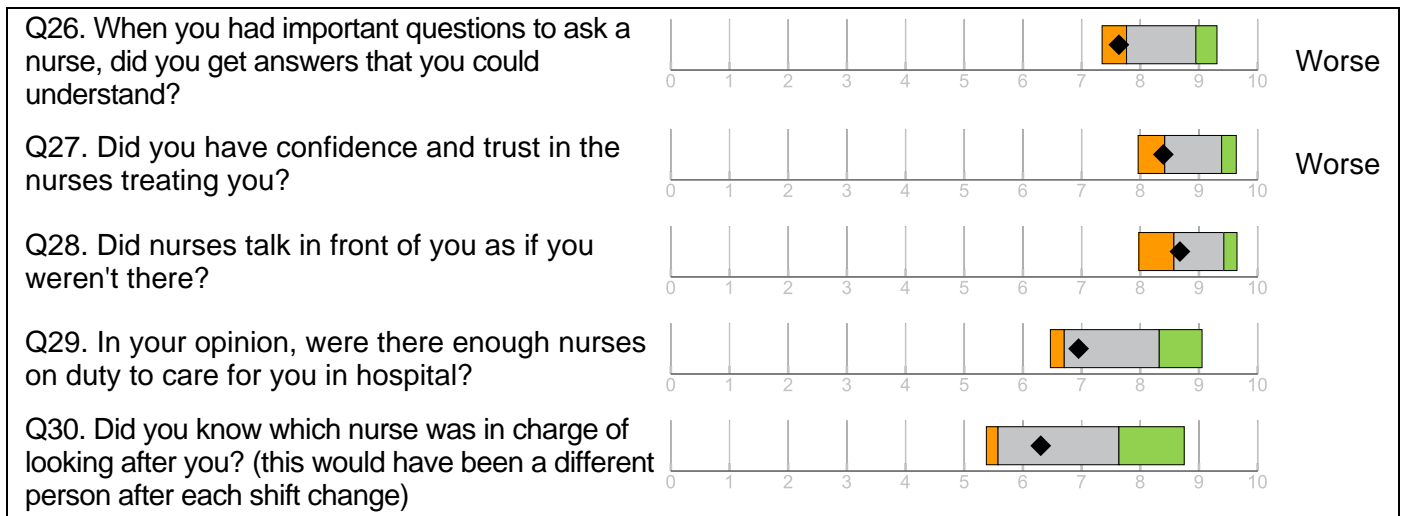 Q26. When you had important questions to ask a
nurse, did you get answers that you could
understand?
0 1 2 3 4 5 6 7 8 9 10
Worse
Q27. Did you have confidence and trust in the
nurses treating you?
0 1 2 3 4 5 6 7 8 9 10
Worse
Q28. Did nurses talk in front of you as if you
weren't there?
0 1 2 3 4 5 6 7 8 9 10
Q29. In your opinion, were there enough nurses
on duty to care for you in hospital?
0 1 2 3 4 5 6 7 8 9 10
Q30. Did you know which nurse was in charge of
looking after you? (this would have been a different
person after each shift change)
0 1 2 3 4 5 6 7 8 9 10